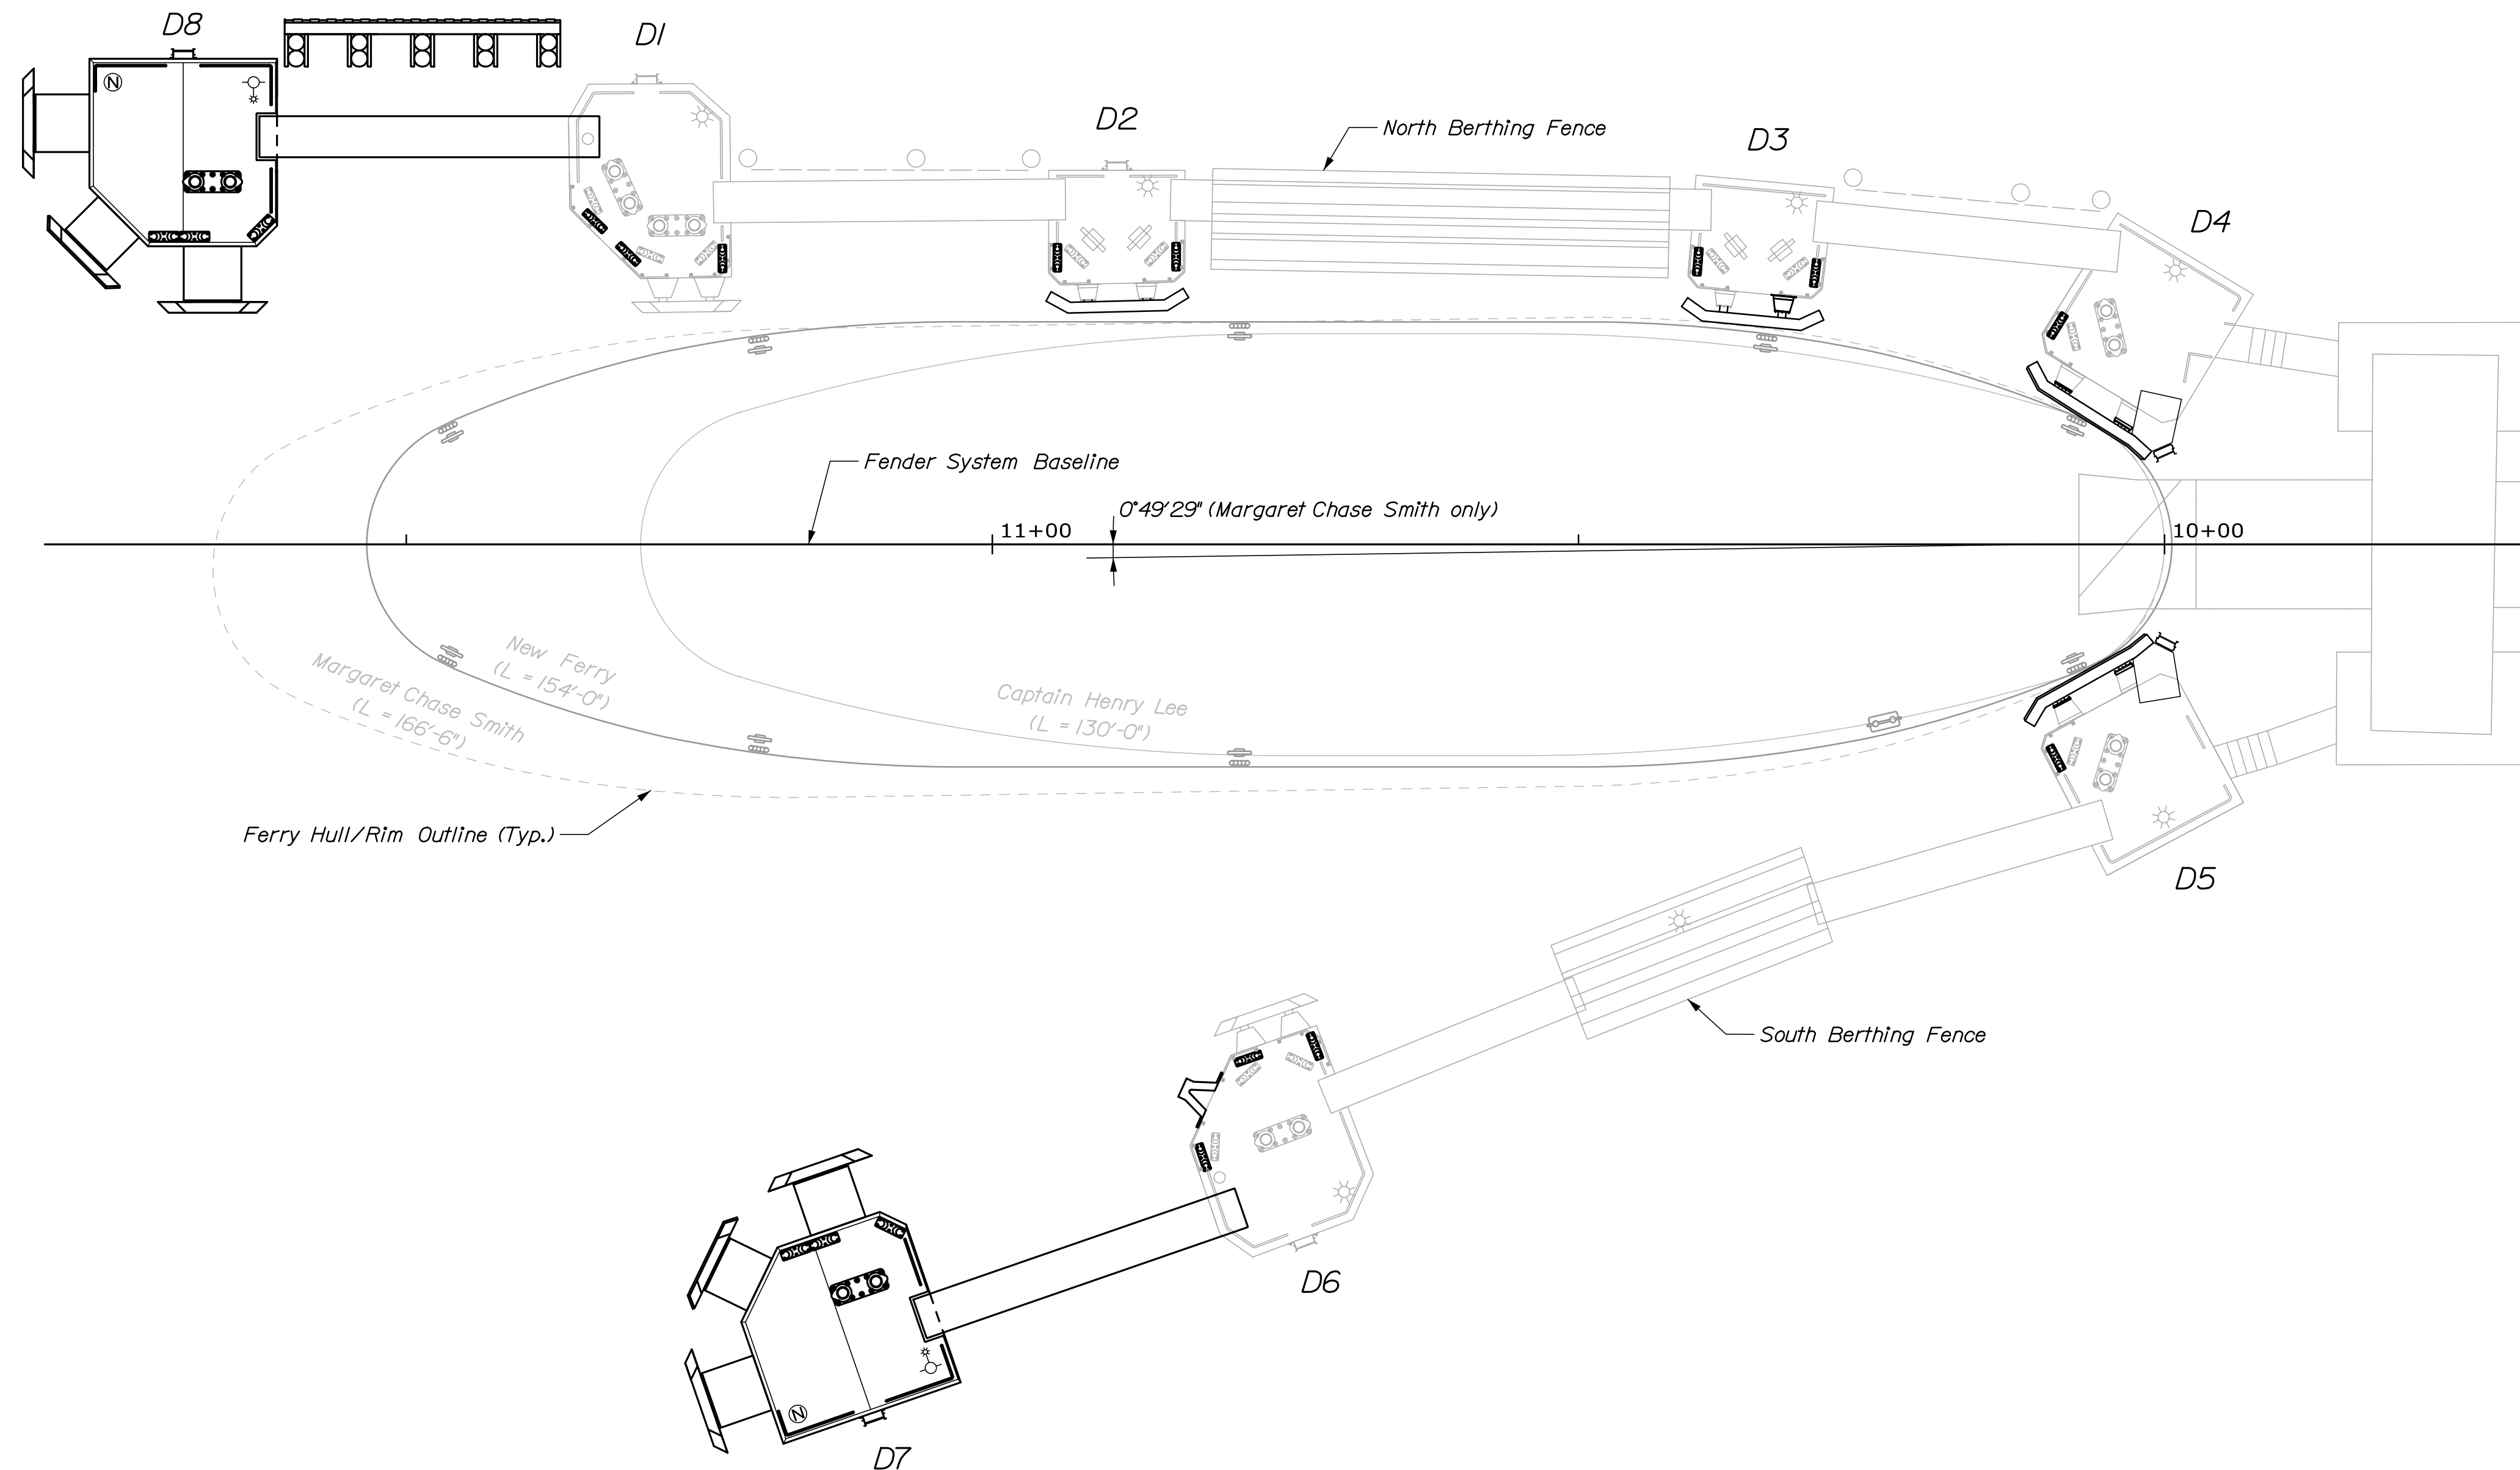 D8
D1
D2
North Berthing Fence
D3
D4
N
Fender System Baseline
0°49'29" (Margaret Chase Smith only)
11+00
10+00
New Ferry
(L = 154'-0")
Margaret Chase Smith
(L = 166'-6")
Captain Henry Lee
(L = 130'-0")
Ferry Hull/Rim Outline (Typ.)
D5
South Berthing Fence
D6
N
D7